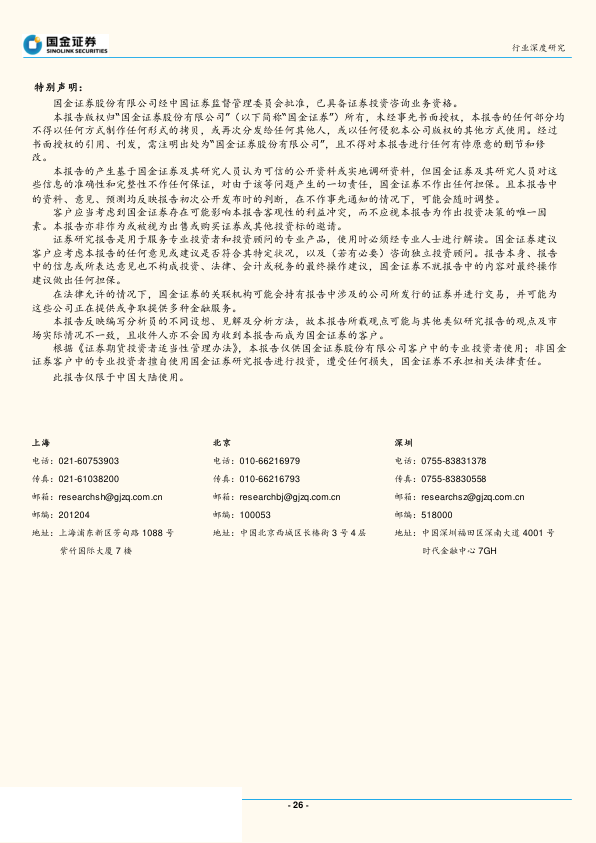 国金证券
SINOLINK SECURITIES
行业深度研究
特别声明：
国金证券股份有限公司经中国证券监督管理委员会批准，已具备证券投资咨询业务资格。
本报告版权归“国金证券股份有限公司”（以下简称“国金证券”）所有，未经事先书面授权，本报告的任何部分均
不得以任何方式制作任何形式的拷贝，或再次分发给任何其他人，或以任何侵犯本公司版权的其他方式使用。经过
书面授权的引用、刊发，需注明出处为“国金证券股份有限公司”，且不得对本报告进行任何有悖原意的删节和修
改。
本报告的产生基于国金证券及其研究人员认为可信的公开资料或实地调研资料，但国金证券及其研究人员对这
些信息的准确性和完整性不作任何保证，对由于该等问题产生的一切责任，国金证券不作出任何担保。且本报告中
的资料、意见、预测均反映报告初次公开发布时的判断，在不作事先通知的情况下，可能会随时调整。
客户应当考虑到国金证券存在可能影响本报告客观性的利益冲突，而不应视本报告为作出投资决策的唯一因
素。本报告亦非作为或被视为出售或购买证券或其他投资标的邀请。
证券研究报告是用于服务专业投资者和投资顾问的专业产品，使用时必须经专业人士进行解读。国金证券建议
客户应考虑本报告的任何意见或建议是否符合其特定状况，以及（若有必要）咨询独立投资顾问。报告本身、报告
中的信息或所表达意见也不构成投资、法律、会计或税务的最终操作建议，国金证券不就报告中的内容对最终操作
建议做出任何担保。
在法律允许的情况下，国金证券的关联机构可能会持有报告中涉及的公司所发行的证券并进行交易，并可能为
这些公司正在提供或争取提供多种金融服务。
本报告反映编写分析员的不同设想、见解及分析方法，故本报告所载观点可能与其他类似研究报告的观点及市
场实际情况不一致，且收件人亦不会因为收到本报告而成为国金证券的客户。
根据《证券期货投资者适当性管理办法》，本报告仅供国金证券股份有限公司客户中的专业投资者使用；非国金
证券客户中的专业投资者擅自使用国金证券研究报告进行投资，遭受任何损失，国金证券不承担相关法律责任。
此报告仅限于中国大陆使用。
上海 北京 深圳
电话：021-60753903 电话：010-66216979 电话：0755-83831378
传真：021-61038200 传真：010-66216793 传真：0755-83830558
邮箱：researchsh@gjzq.com.cn 邮箱：researchbj@gjzq.com.cn 邮箱：researchsz@gjzq.com.cn
邮编：201204 邮编：100053 邮编：518000
地址：上海浦东新区芳甸路 1088 号 地址：中国北京西城区长椿街 3 号 4 层 地址：中国深圳福田区深南大道 4001 号
紫竹国际大厦 7 楼 时代金融中心 7GH
- 26 -